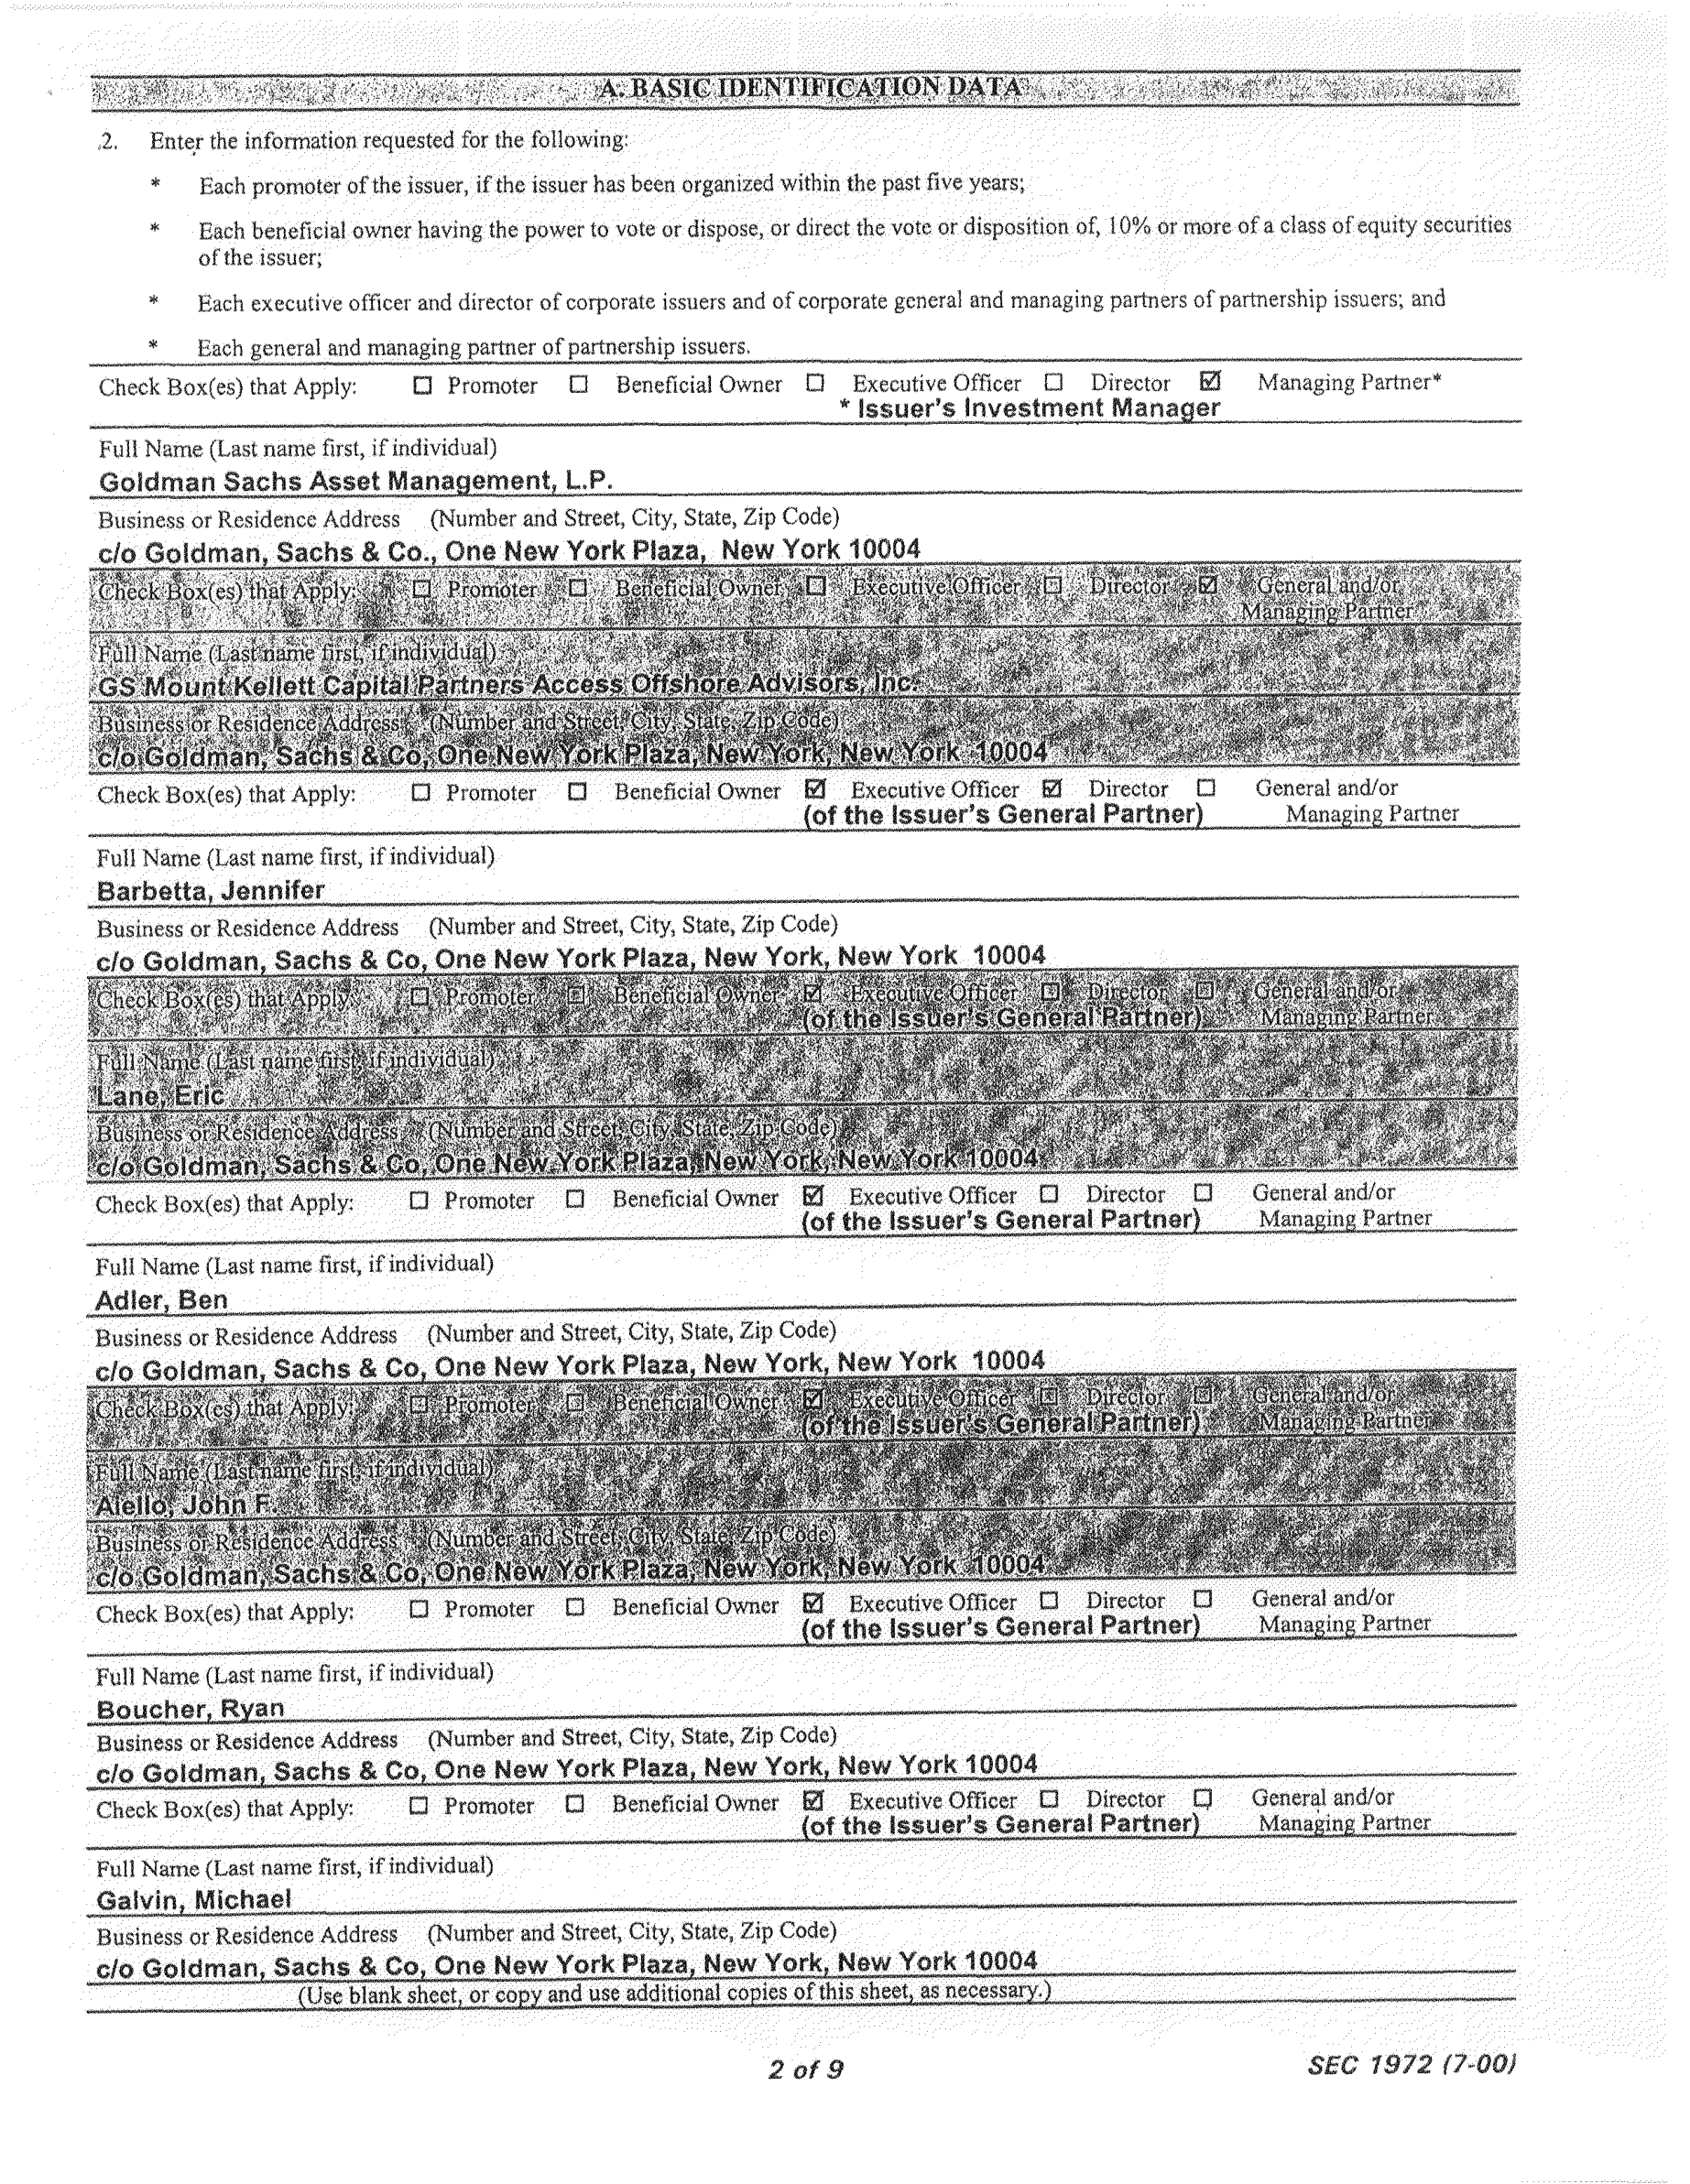 A. BASIC IDENTIFICATION DATA
2. Enter the information requested for the following:
* Each promoter of the issuer, if the issuer has been organized within the past five years;
* Each beneficial owner having the power to vote or dispose, or direct the vote or disposition of, 10% or more of a class of equity securities
of the issuer;
* Each executive officer and director of corporate issuers and of corporate general and managing partners of partnership issuers; and
* Each general and managing partner of partnership issuers.
Check Box(es) that Apply: ☐ Promoter ☐ Beneficial Owner ☐ Executive Officer ☐ Director ☑ Managing Partner*
* Issuer's Investment Manager
Full Name (Last name first, if individual)
Goldman Sachs Asset Management, L.P.
Business or Residence Address (Number and Street, City, State, Zip Code)
c/o Goldman, Sachs & Co., One New York Plaza, New York 10004
Check Box(es) that Apply: ☐ Promoter ☐ Beneficial Owner ☐ Executive Officer ☐ Director ☑ General and/or
Managing Partner
Full Name (Last name first, if individual)
GS Mount Kellett Capital Partners Access Offshore Advisors, Inc.
Business or Residence Address (Number and Street, City, State, Zip Code)
c/o Goldman, Sachs & Co, One New York Plaza, New York, New York 10004
Check Box(es) that Apply: ☐ Promoter ☐ Beneficial Owner ☑ Executive Officer ☑ Director ☐ General and/or
(of the Issuer's General Partner) Managing Partner
Full Name (Last name first, if individual)
Barbetta, Jennifer
Business or Residence Address (Number and Street, City, State, Zip Code)
c/o Goldman, Sachs & Co, One New York Plaza, New York, New York 10004
Check Box(es) that Apply: ☐ Promoter ☐ Beneficial Owner ☑ Executive Officer ☐ Director ☐ General and/or
(of the Issuer's General Partner) Managing Partner
Full Name (Last name first, if individual)
Lane, Eric
Business or Residence Address (Number and Street, City, State, Zip Code)
c/o Goldman, Sachs & Co, One New York Plaza, New York, New York 10004
Check Box(es) that Apply: ☐ Promoter ☐ Beneficial Owner ☑ Executive Officer ☐ Director ☐ General and/or
(of the Issuer's General Partner) Managing Partner
Full Name (Last name first, if individual)
Adler, Ben
Business or Residence Address (Number and Street, City, State, Zip Code)
c/o Goldman, Sachs & Co, One New York Plaza, New York, New York 10004
Check Box(es) that Apply: ☐ Promoter ☐ Beneficial Owner ☑ Executive Officer ☐ Director ☐ General and/or
(of the Issuer's General Partner) Managing Partner
Full Name (Last name first, if individual)
Aiello, John F.
Business or Residence Address (Number and Street, City, State, Zip Code)
c/o Goldman, Sachs & Co, One New York Plaza, New York, New York 10004
Check Box(es) that Apply: ☐ Promoter ☐ Beneficial Owner ☑ Executive Officer ☐ Director ☐ General and/or
(of the Issuer's General Partner) Managing Partner
Full Name (Last name first, if individual)
Boucher, Ryan
Business or Residence Address (Number and Street, City, State, Zip Code)
c/o Goldman, Sachs & Co, One New York Plaza, New York, New York 10004
Check Box(es) that Apply: ☐ Promoter ☐ Beneficial Owner ☑ Executive Officer ☐ Director ☐ General and/or
(of the Issuer's General Partner) Managing Partner
Full Name (Last name first, if individual)
Galvin, Michael
Business or Residence Address (Number and Street, City, State, Zip Code)
c/o Goldman, Sachs & Co, One New York Plaza, New York, New York 10004
(Use blank sheet, or copy and use additional copies of this sheet, as necessary.)
2 of 9 SEC 1972 (7-00)